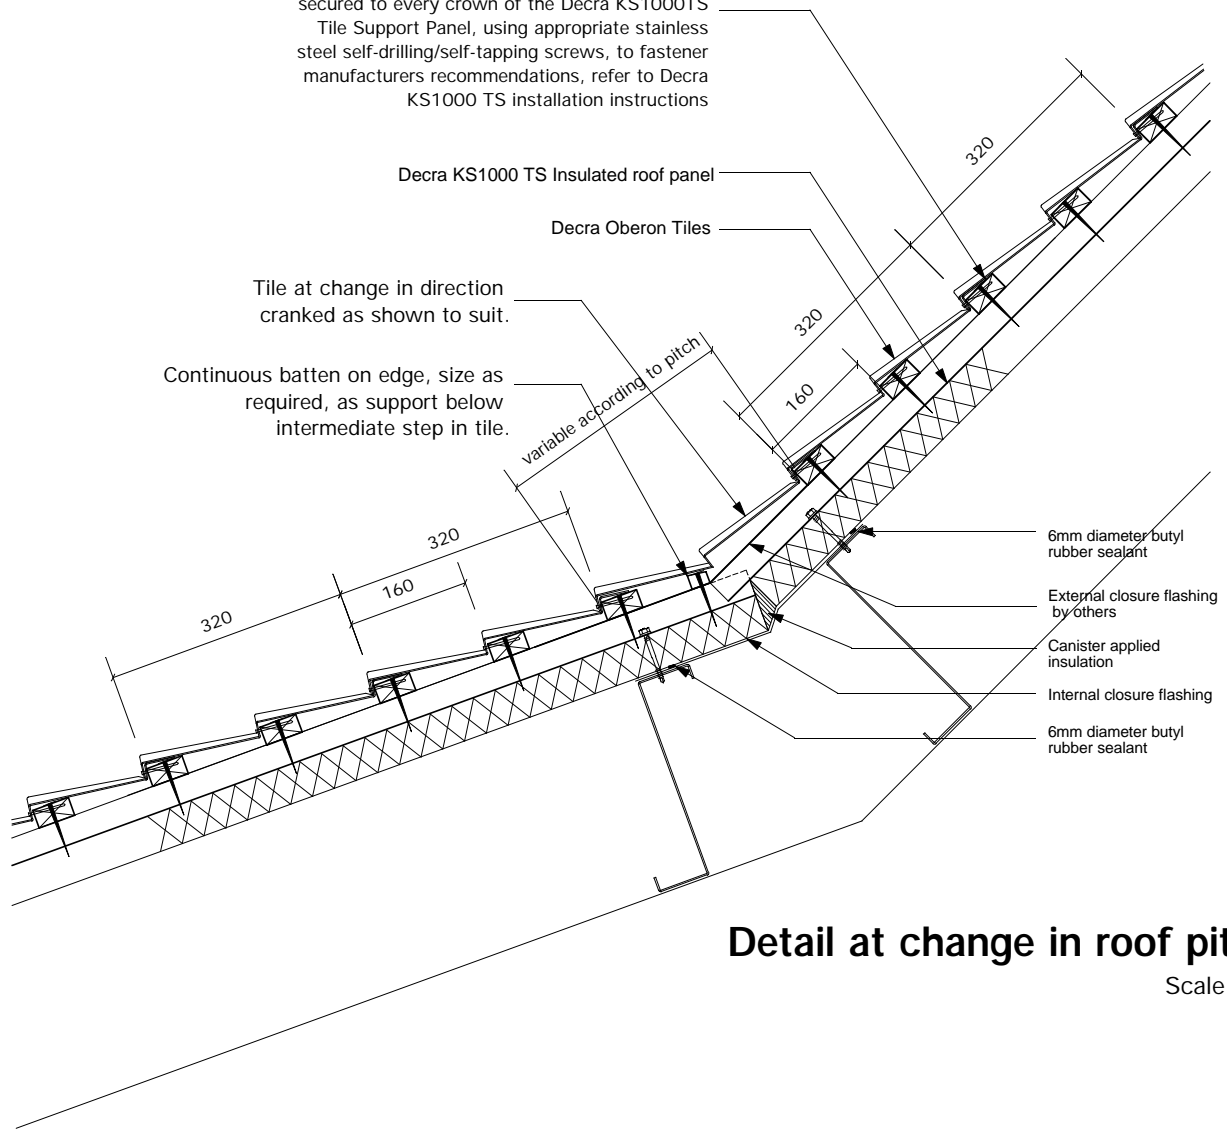 secured to every crown of the Decra KS1000TS
Tile Support Panel, using appropriate stainless
steel self-drilling/self-tapping screws, to fastener
manufacturers recommendations, refer to Decra
KS1000 TS installation instructions
Decra KS1000 TS Insulated roof panel
Decra Oberon Tiles
Tile at change in direction
cranked as shown to suit.
Continuous batten on edge, size as
required, as support below
intermediate step in tile.
variable according to pitch
320
320
160
320
160
320
6mm diameter butyl
rubber sealant
External closure flashing
by others
Canister applied
insulation
Internal closure flashing
6mm diameter butyl
rubber sealant
Detail at change in roof pit
Scale